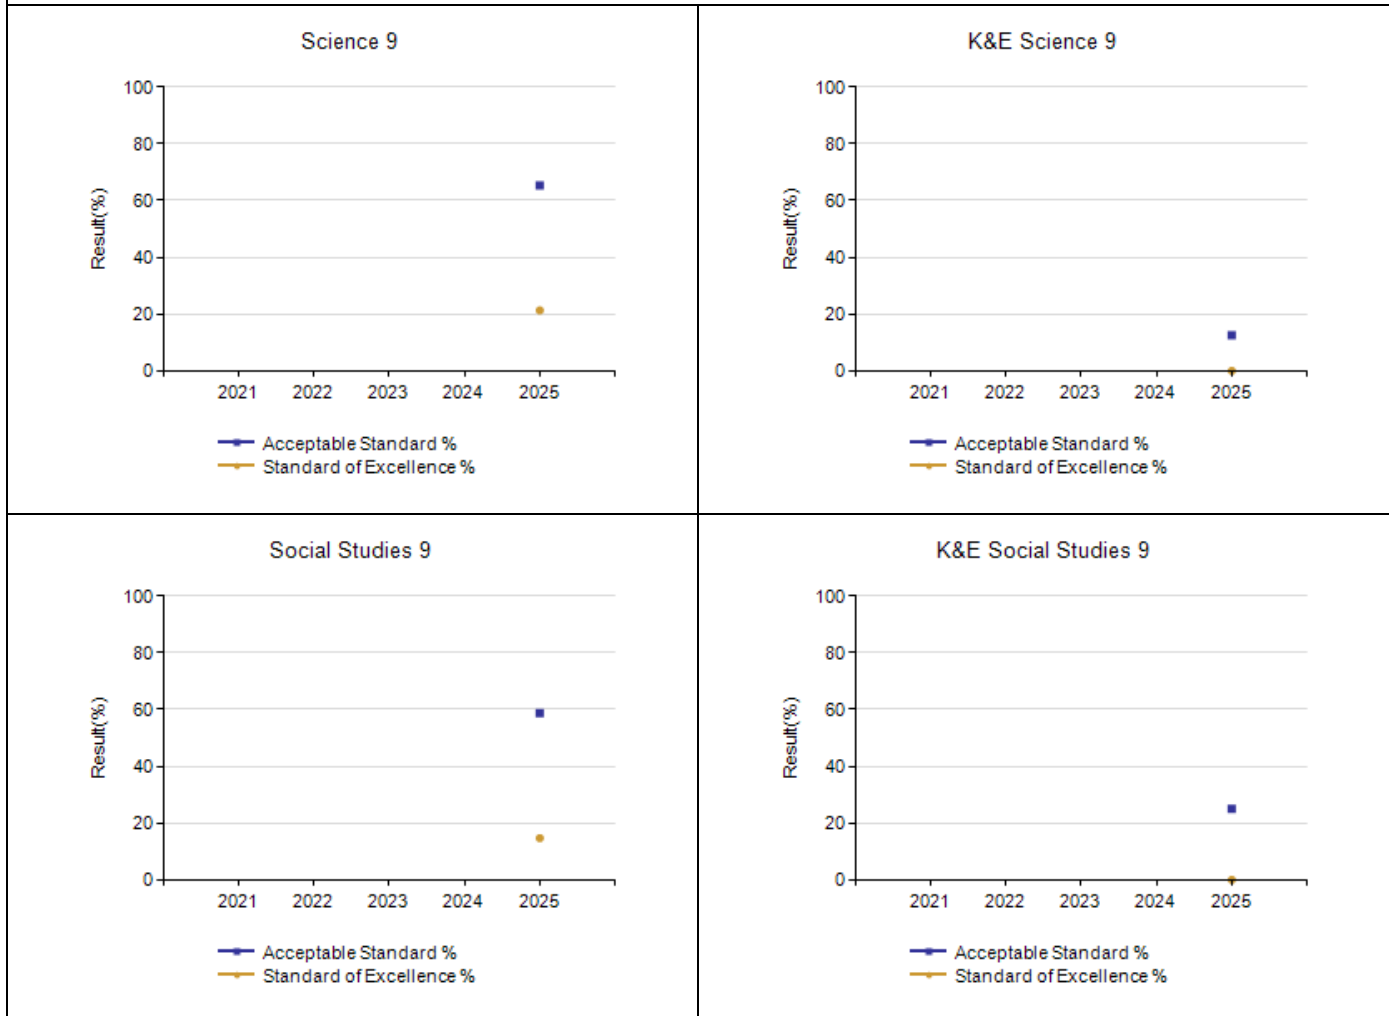 Science 9
100
80
60
40
20
0
Result(%)
2021 2022 2023 2024 2025
Acceptable Standard %
Standard of Excellence %
K&E Science 9
100
80
60
40
20
0
Result(%)
2021 2022 2023 2024 2025
Acceptable Standard %
Standard of Excellence %
Social Studies 9
100
80
60
40
20
0
Result(%)
2021 2022 2023 2024 2025
Acceptable Standard %
Standard of Excellence %
K&E Social Studies 9
100
80
60
40
20
0
Result(%)
2021 2022 2023 2024 2025
Acceptable Standard %
Standard of Excellence %